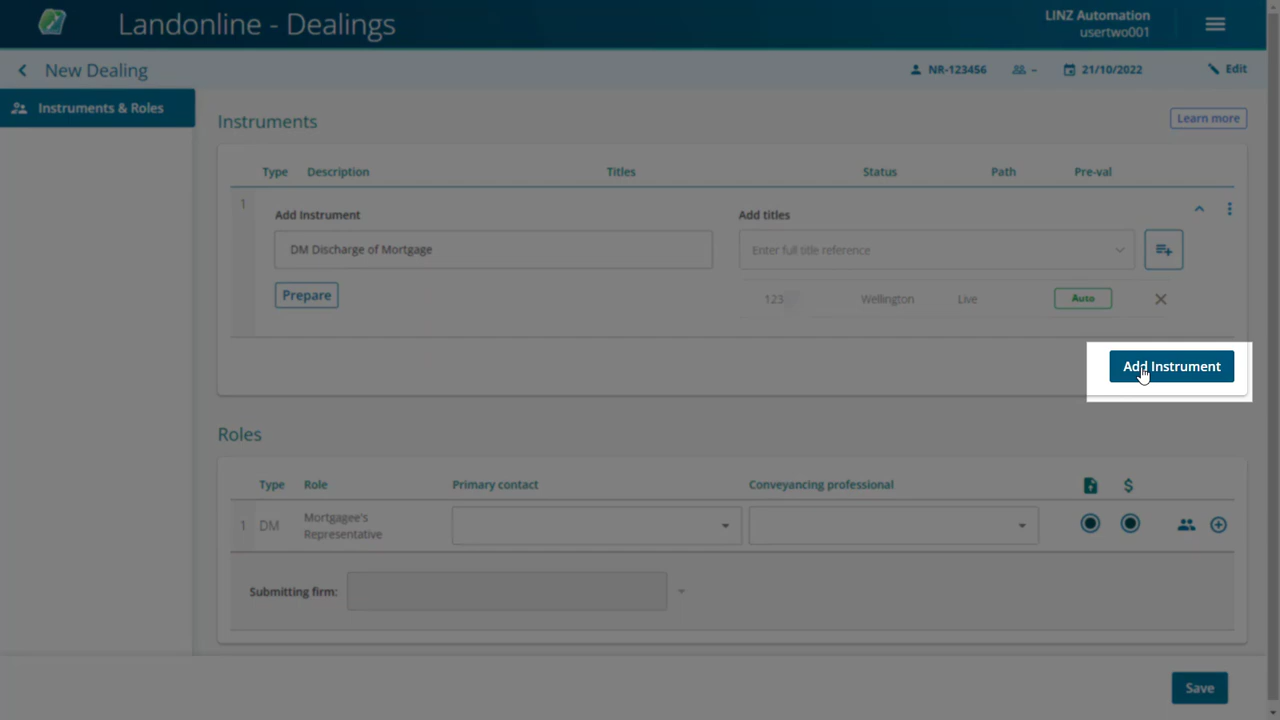 Landonline - Dealings
LINZ Automation
usertwo001
New Dealing
NR-123456
-
21/10/2022
Edit
Instruments & Roles
Instruments
Learn more
Type Description Titles Status Path Pre-val
1
Add Instrument
Add titles
DM Discharge of Mortgage
Enter full title reference
Prepare
123 Wellington Live Auto
Add Instrument
Roles
Type Role Primary contact Conveyancing professional $
1 DM Mortgagee's
Representative
Submitting firm:
Save